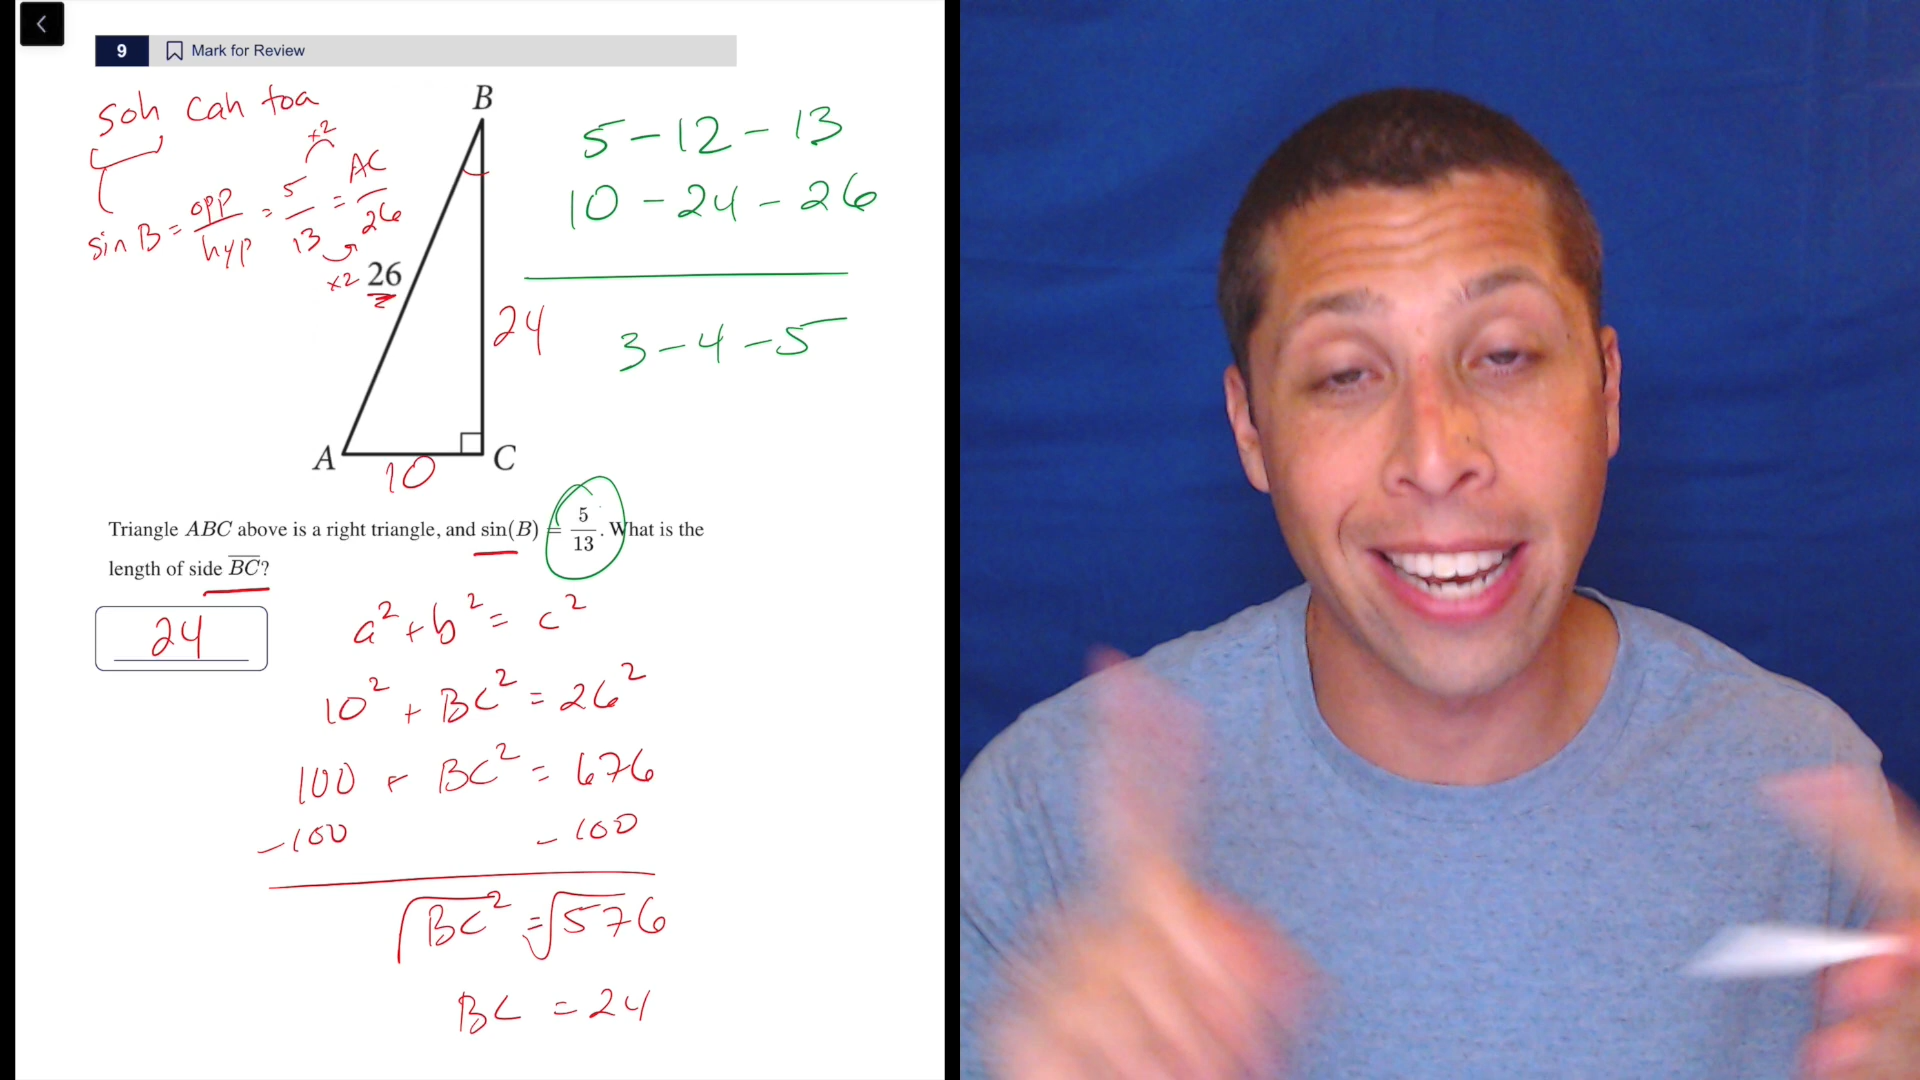 9 Mark for Review
soh cah toa
sin B = opp/hyp = 5/13 = AC/26
×2
×2
B
26
24
A
10
C
5 - 12 - 13
10 - 24 - 26
3 - 4 - 5
Triangle ABC above is a right triangle, and sin(B) = 5/13. What is the
length of side BC?
24
a² + b² = c²
10² + BC² = 26²
100 + BC² = 676
-100 -100
√BC² = √576
BC = 24